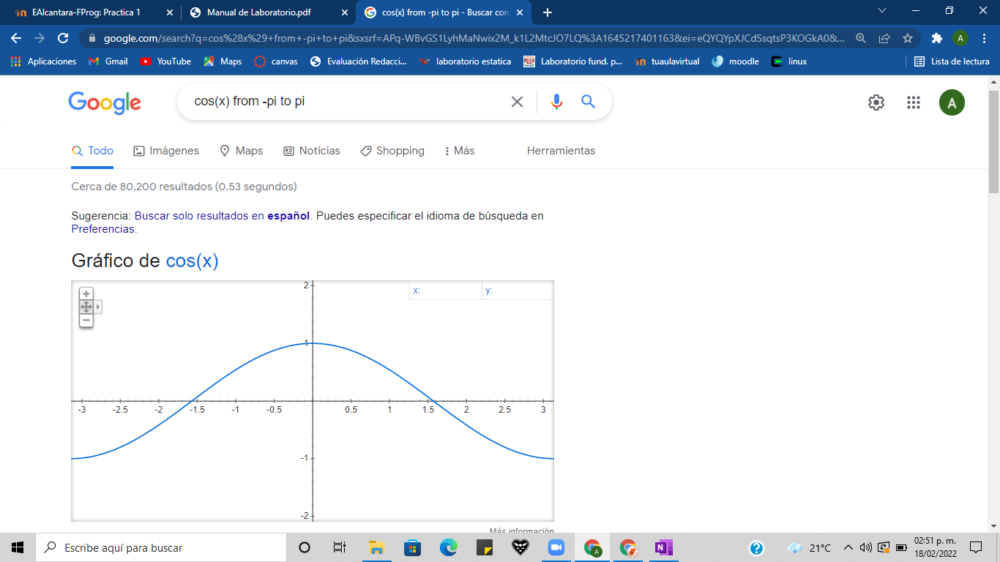 EAlcantara-FProg: Practica 1
Manual de Laboratorio.pdf
cos(x) from -pi to pi - Buscar con
google.com/search?q=cos%28x%29+from+-pi+to+pi&sxsrf=APq-WBvGS1LyhMaNwix2M_k1L2MtcJO7LQ%3A1645217401163&ei=eQYQYpXJCdSsqtsP3KOGkA0&...
Aplicaciones
Gmail
YouTube
Maps
canvas
Evaluación Redacci...
laboratorio estatica
Laboratorio fund. p...
tuaulavirtual
moodle
linux
Lista de lectura
Google
cos(x) from -pi to pi
A
Todo
Imágenes
Maps
Noticias
Shopping
Más
Herramientas
Cerca de 80,200 resultados (0.53 segundos)
Sugerencia: Buscar solo resultados en español. Puedes especificar el idioma de búsqueda en
Preferencias.
Gráfico de cos(x)
x: y:
2
1
-3 -2.5 -2 -1.5 -1 -0.5 0.5 1 1.5 2 2.5 3
-1
-2
Más información
Escribe aquí para buscar
21°C
02:51 p. m.
18/02/2022